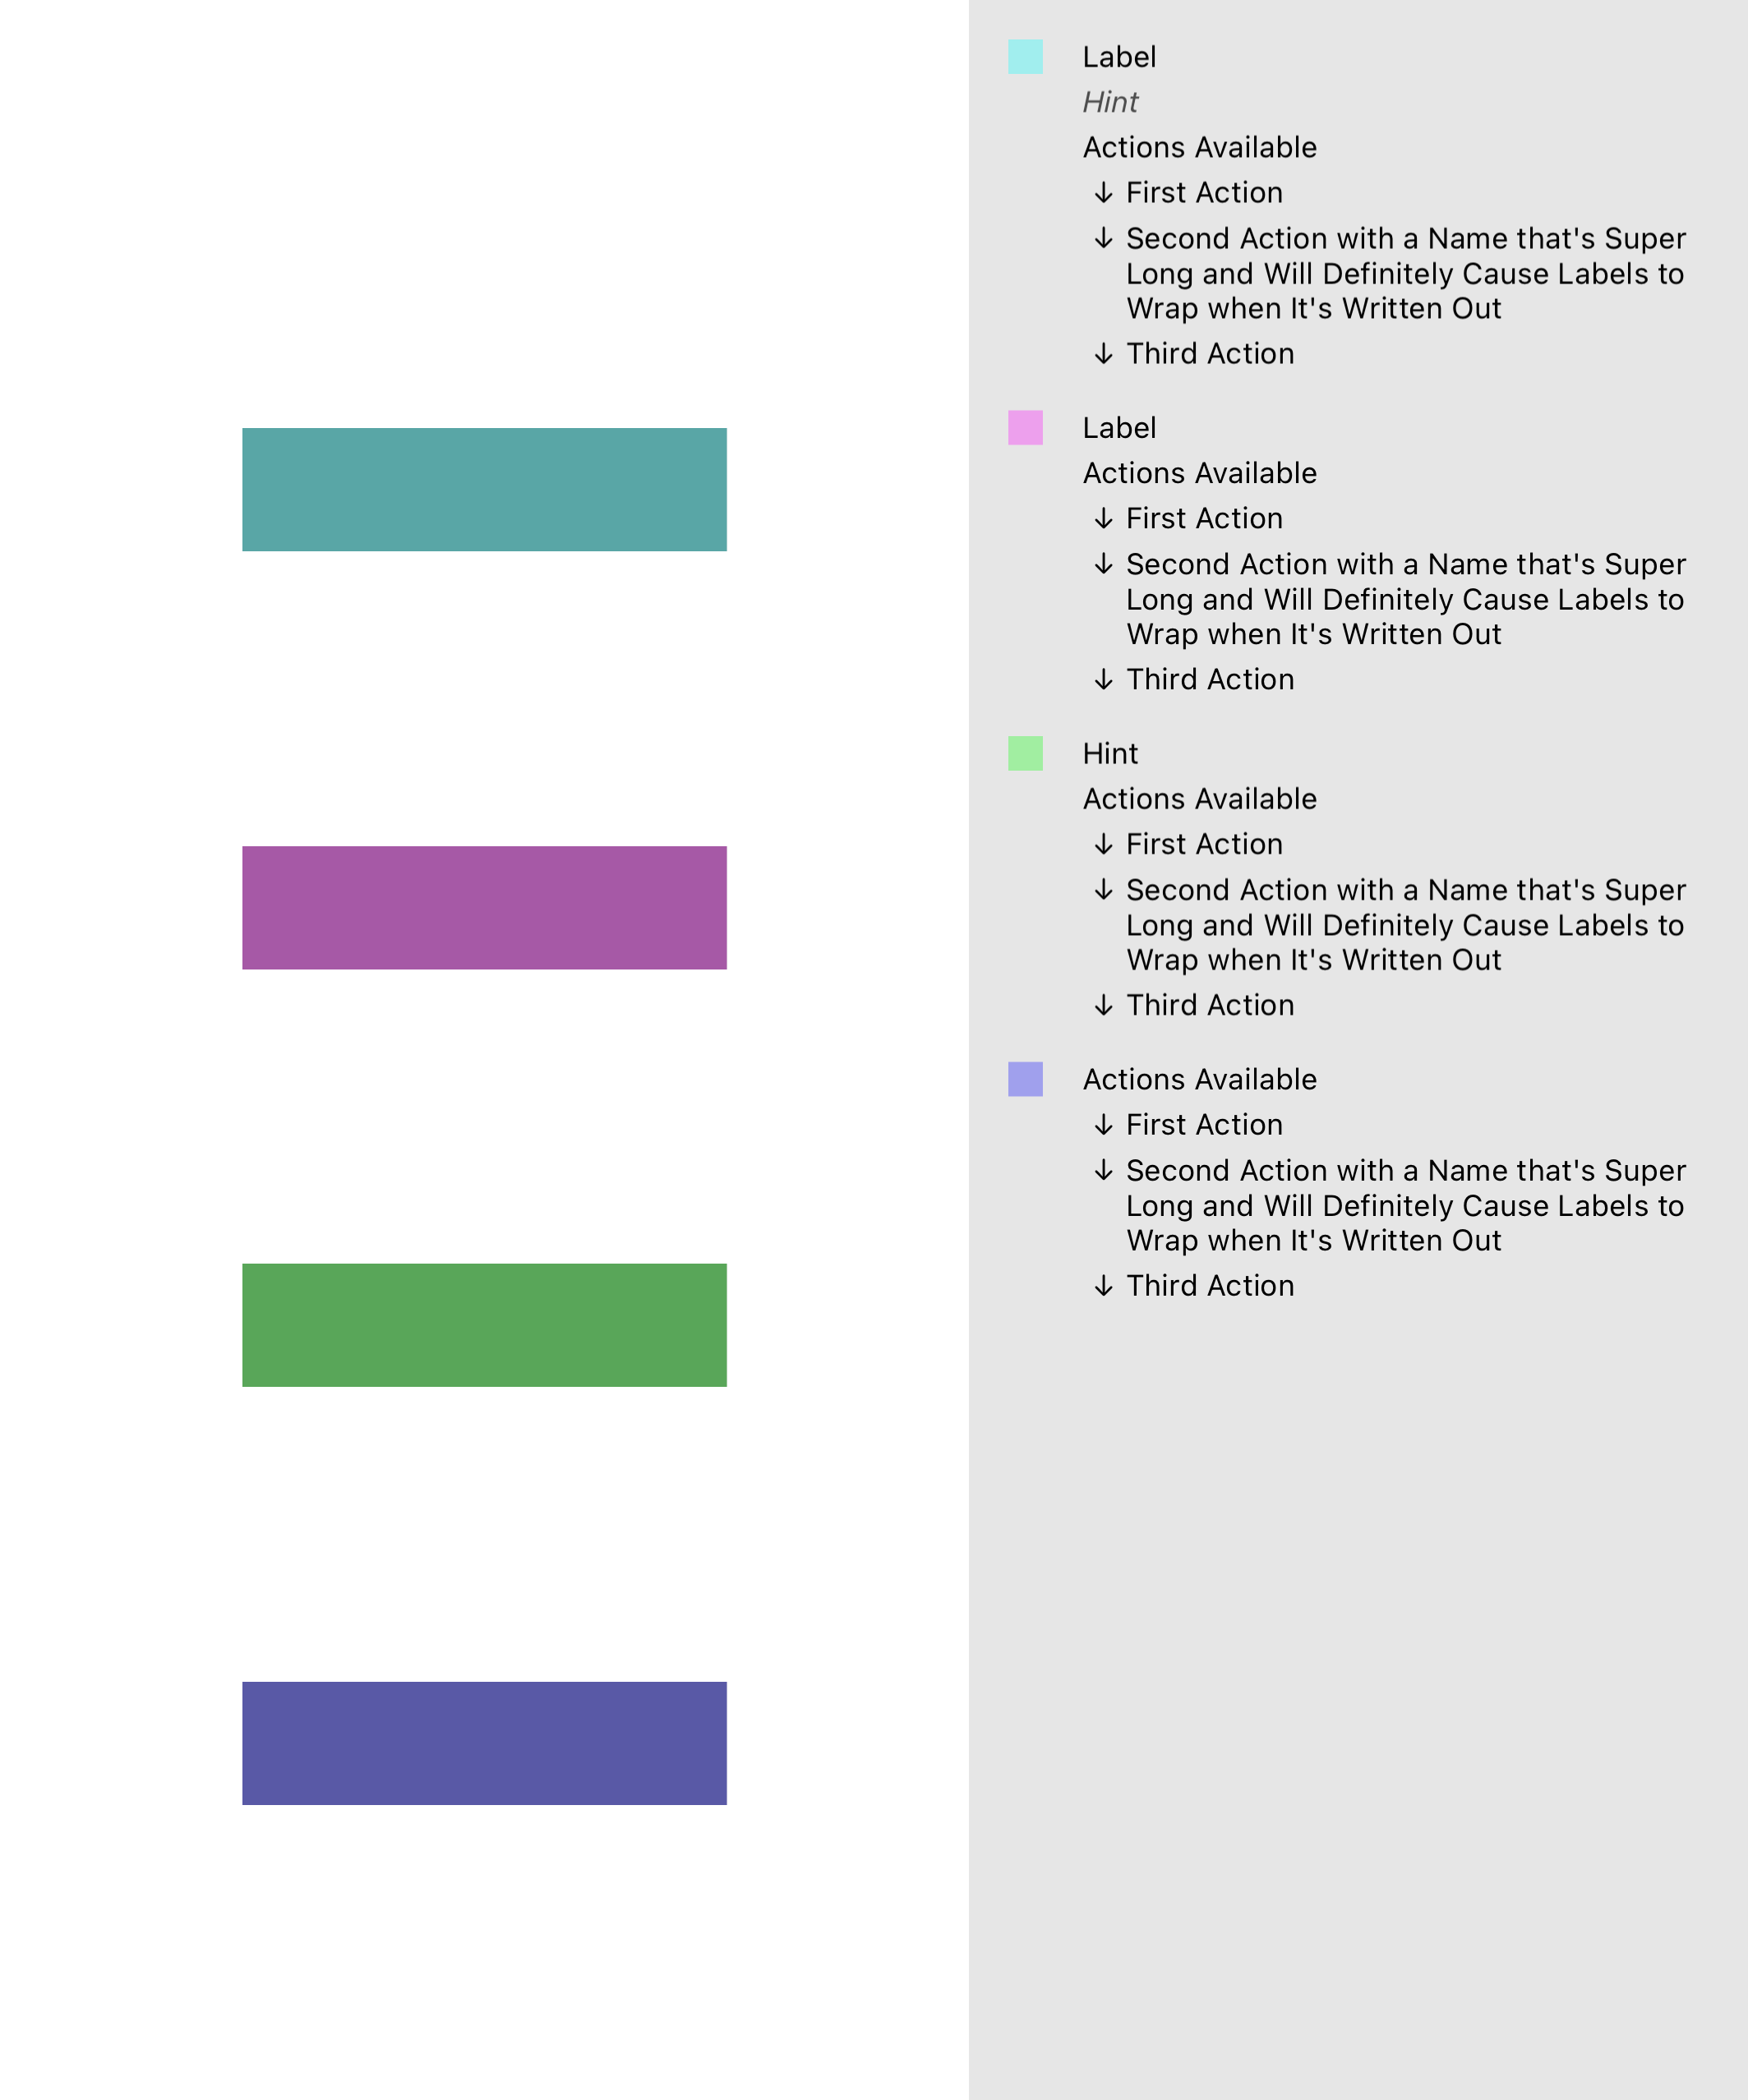 Label
Hint
Actions Available
↓ First Action
↓ Second Action with a Name that's Super
Long and Will Definitely Cause Labels to
Wrap when It's Written Out
↓ Third Action
Label
Actions Available
↓ First Action
↓ Second Action with a Name that's Super
Long and Will Definitely Cause Labels to
Wrap when It's Written Out
↓ Third Action
Hint
Actions Available
↓ First Action
↓ Second Action with a Name that's Super
Long and Will Definitely Cause Labels to
Wrap when It's Written Out
↓ Third Action
Actions Available
↓ First Action
↓ Second Action with a Name that's Super
Long and Will Definitely Cause Labels to
Wrap when It's Written Out
↓ Third Action